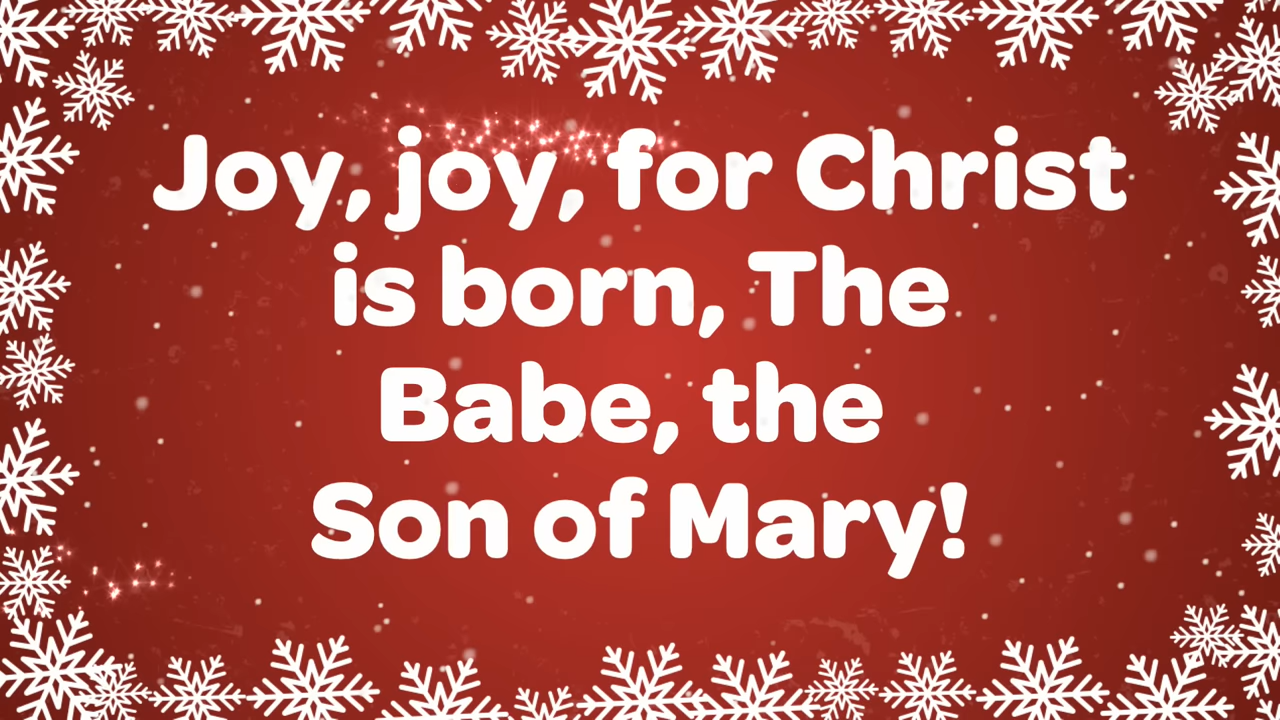 Joy, joy, for Christ
is born, The
Babe, the
Son of Mary!